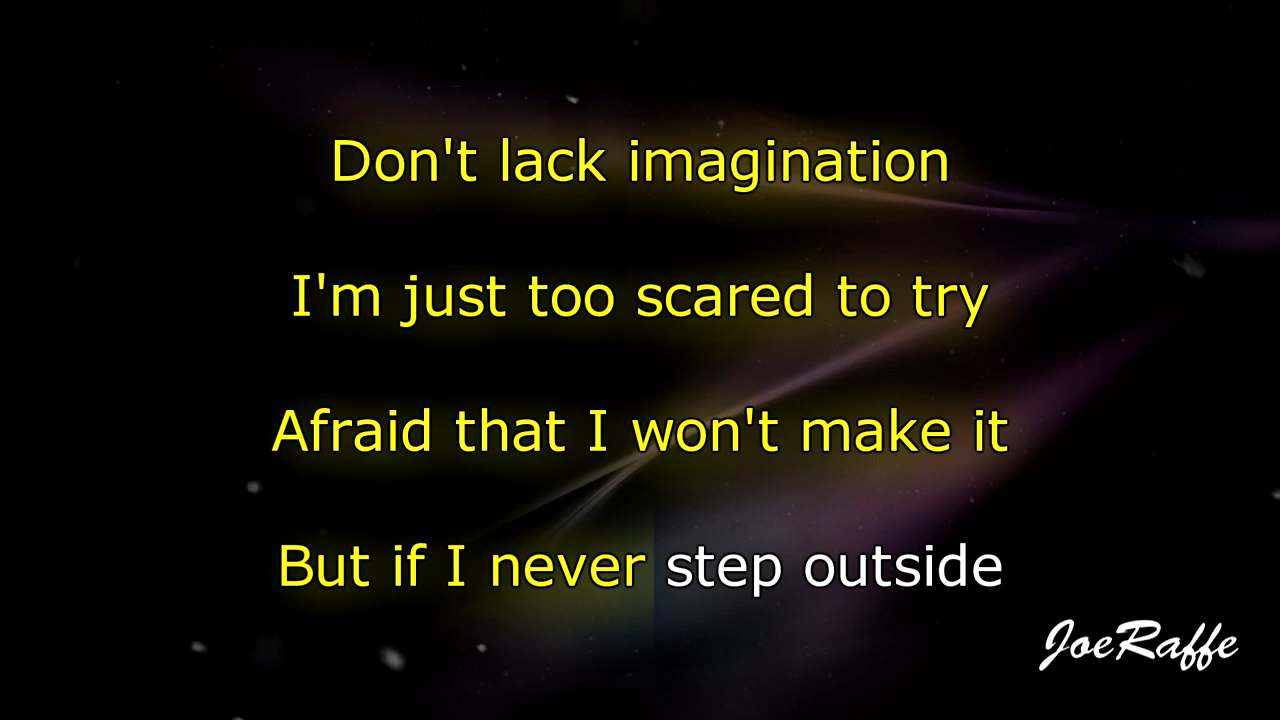 Don't lack imagination
I'm just too scared to try
Afraid that I won't make it
But if I never step outside
JoeRaffe